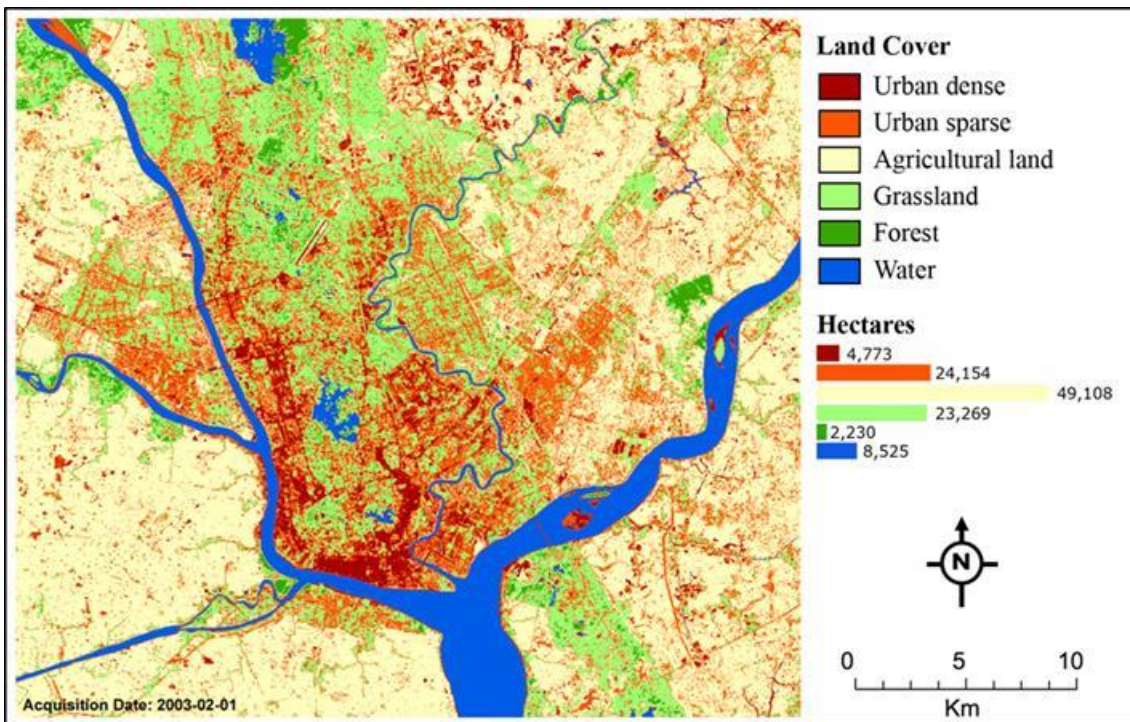 Land Cover
Urban dense
Urban sparse
Agricultural land
Grassland
Forest
Water
Hectares
4,773
24,154
49,108
23,269
2,230
8,525
N
0 5 10
Km
Acquisition Date: 2003-02-01